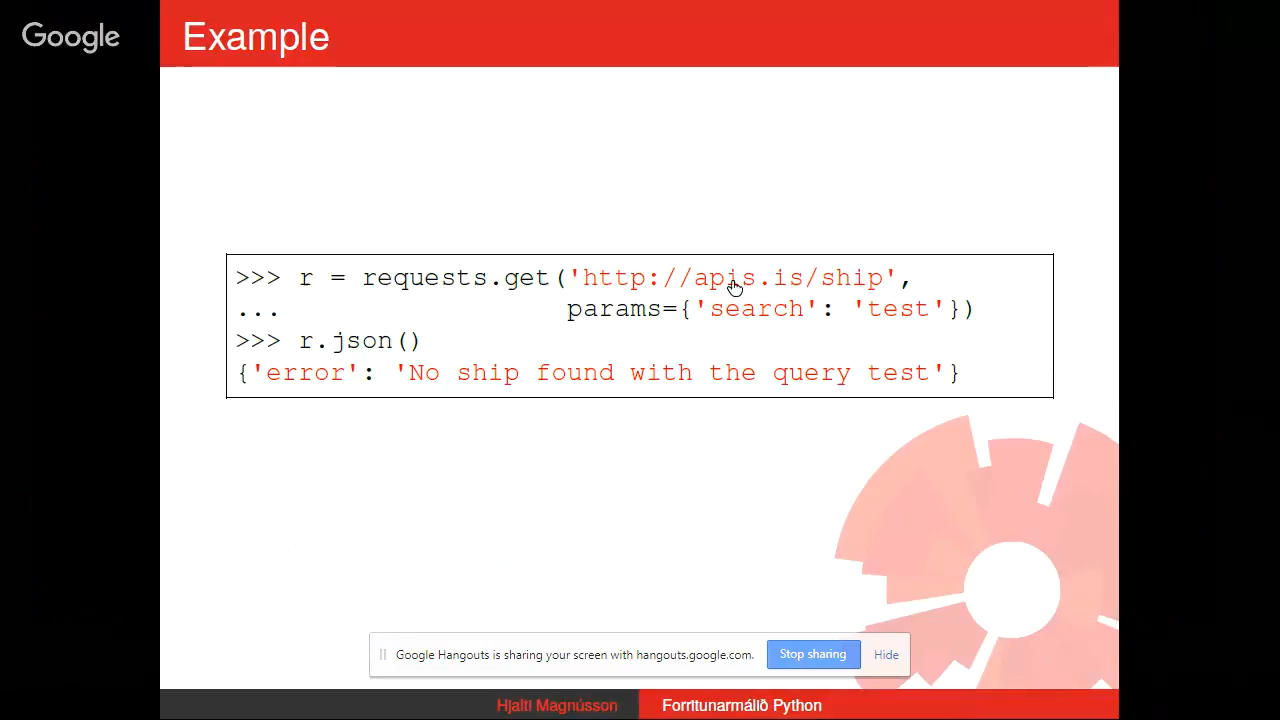 Google
Example
>>> r = requests.get('http://apis.is/ship',
... params={'search': 'test'})
>>> r.json()
{'error': 'No ship found with the query test'}
Google Hangouts is sharing your screen with hangouts.google.com.
Stop sharing
Hide
Hjalti Magnússon
Forritunarmálið Python